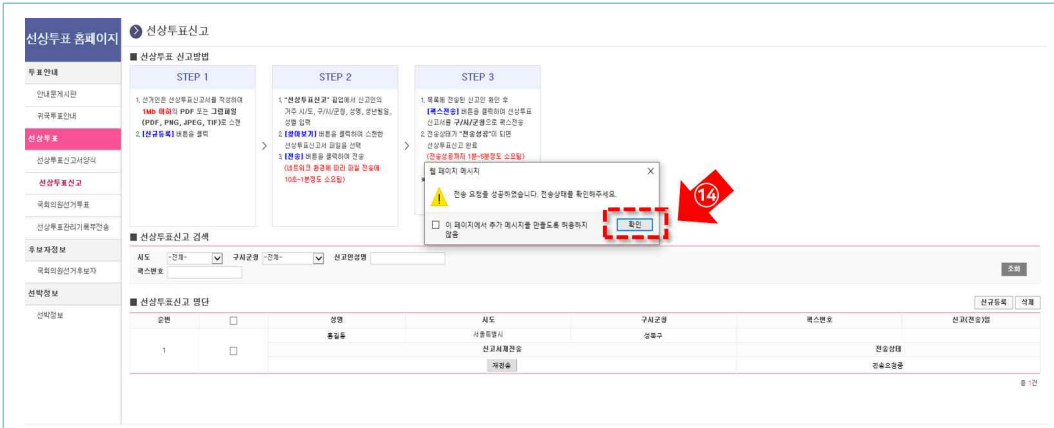 선상투표 홈페이지
투표안내
안내문게시판
귀국투표안내
선상투표
선상투표신고서양식
선상투표신고
국회의원선거투표
선상투표관리기록부전송
후보자정보
국회의원선거후보자
선박정보
선박정보
선상투표신고
■ 선상투표 신고방법
STEP 1
1. 선거인은 선상투표신고서를 작성하여
1Mb 이하의 PDF 또는 그림파일
(PDF, PNG, JPEG, TIF)로 스캔
2. [신규등록] 버튼을 클릭
>
STEP 2
1. "선상투표신고" 팝업에서 신고인의
거주 시/도, 구/시/군명, 성명, 생년월일,
성별 입력
2. [찾아보기] 버튼을 클릭하여 스캔한
선상투표신고서 파일을 선택
3. [전송] 버튼을 클릭하여 전송
(네트워크 환경에 따라 파일 전송에
10초~1분정도 소요됨)
>
STEP 3
1. 목록에 전송된 신고인 확인 후
[팩스전송] 버튼을 클릭하여 선상투표
신고서를 구/시/군청으로 팩스전송
2. 전송상태가 "전송성공"이 되면
선상투표신고 완료
(전송성공까지 1분~5분정도 소요됨)
웹 페이지 메시지 X
전송 요청을 성공하였습니다. 전송상태를 확인해주세요.
이 페이지에서 추가 메시지를 만들도록 허용하지
않음
확인
⑭
■ 선상투표신고 검색
시도 -전체- 구시군명 -전체- 신고인성명
팩스번호
조회
■ 선상투표신고 명단
신규등록 삭제
순번 성명 시도 구시군명 팩스번호 신고(전송)일
1 홍길동 서울특별시 성북구
신고서재전송 전송상태
재전송 전송요청중
총 1건